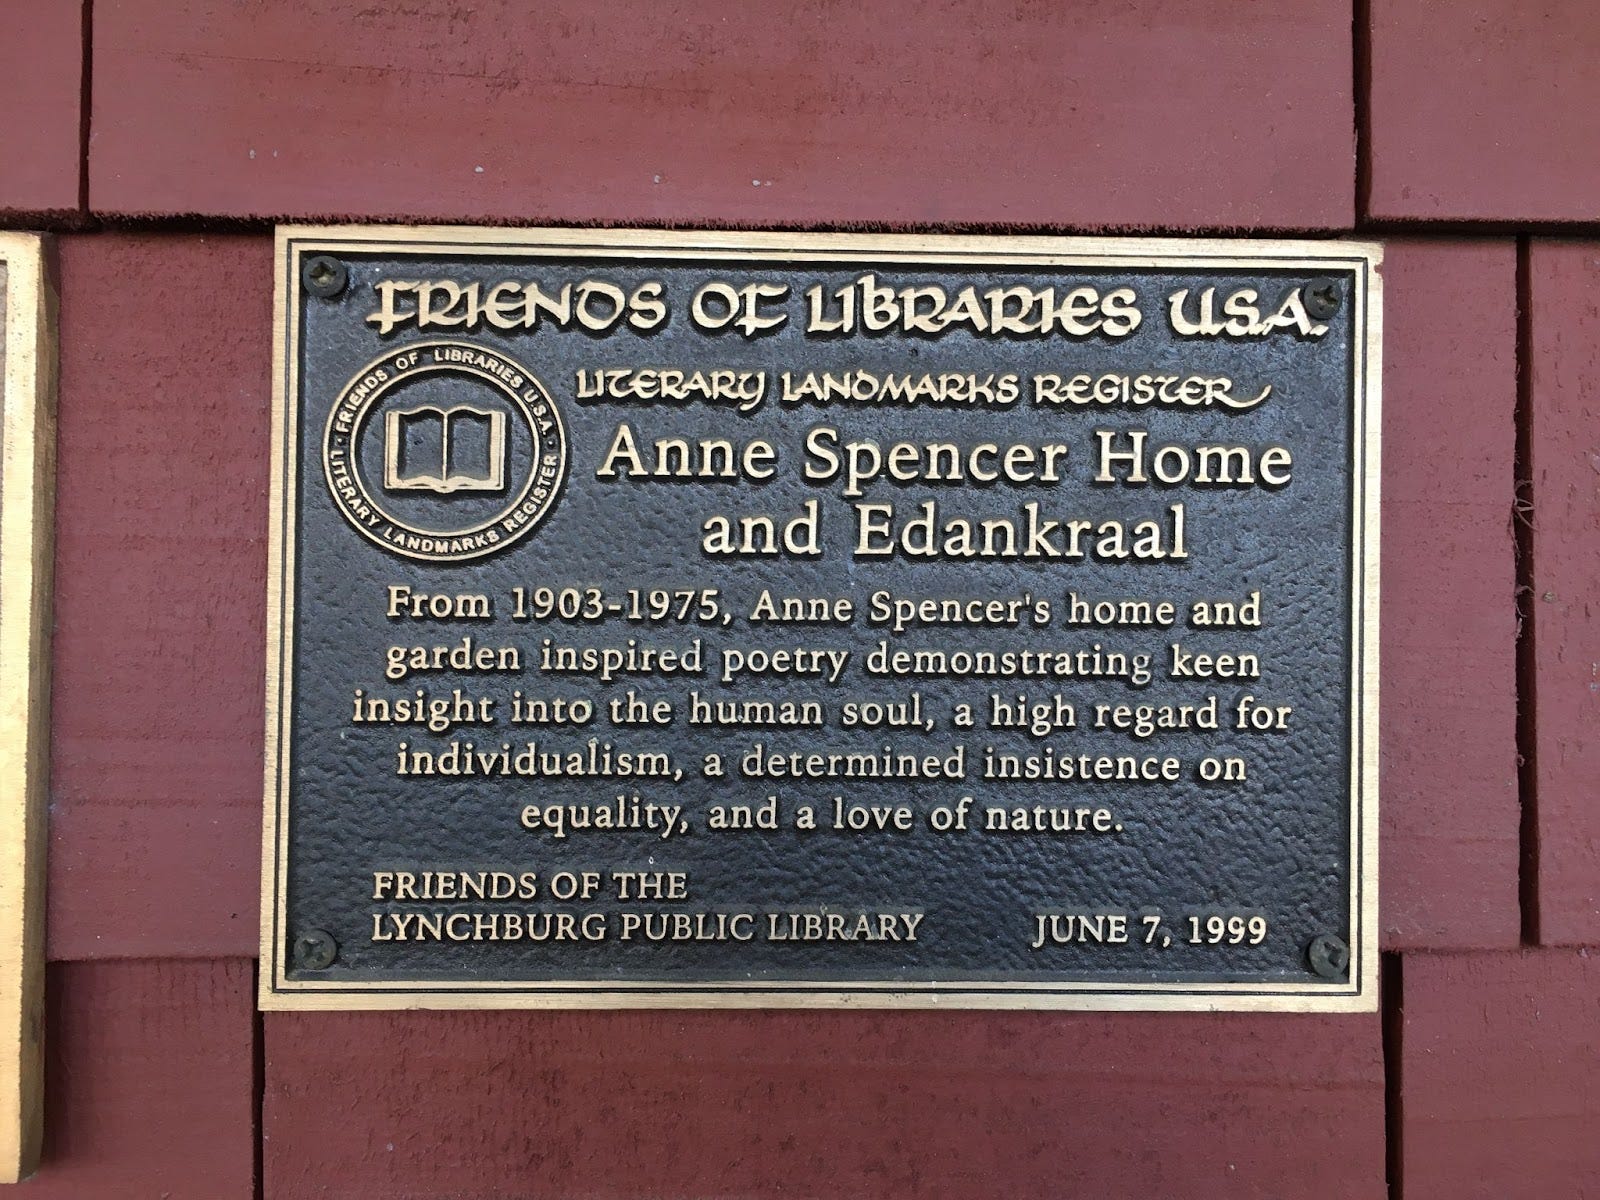 FRIENDS OF LIBRARIES U.S.A.
LITERARY LANDMARKS REGISTER
FRIENDS OF LIBRARIES U.S.A. · LITERARY LANDMARKS REGISTER ·
Anne Spencer Home
and Edankraal
From 1903-1975, Anne Spencer's home and
garden inspired poetry demonstrating keen
insight into the human soul, a high regard for
individualism, a determined insistence on
equality, and a love of nature.
FRIENDS OF THE
LYNCHBURG PUBLIC LIBRARY JUNE 7, 1999